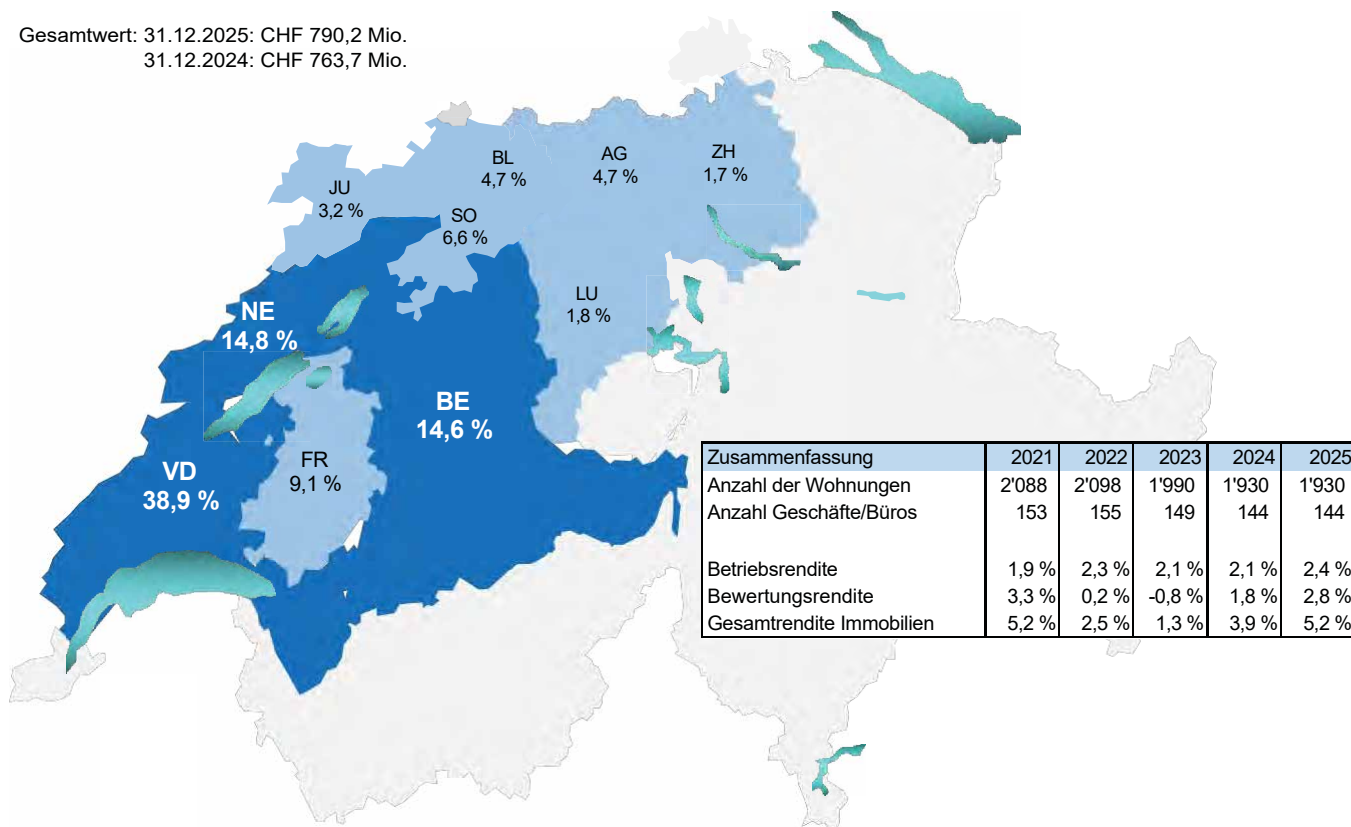 Gesamtwert: 31.12.2025: CHF 790,2 Mio.
31.12.2024: CHF 763,7 Mio.
BL
4,7 %
AG
4,7 %
ZH
1,7 %
JU
3,2 %
SO
6,6 %
LU
1,8 %
NE
14,8 %
BE
14,6 %
VD
38,9 %
FR
9,1 %
Zusammenfassung 2021 2022 2023 2024 2025
Anzahl der Wohnungen 2'088 2'098 1'990 1'930 1'930
Anzahl Geschäfte/Büros 153 155 149 144 144
Betriebsrendite 1,9 % 2,3 % 2,1 % 2,1 % 2,4 %
Bewertungsrendite 3,3 % 0,2 % -0,8 % 1,8 % 2,8 %
Gesamtrendite Immobilien 5,2 % 2,5 % 1,3 % 3,9 % 5,2 %